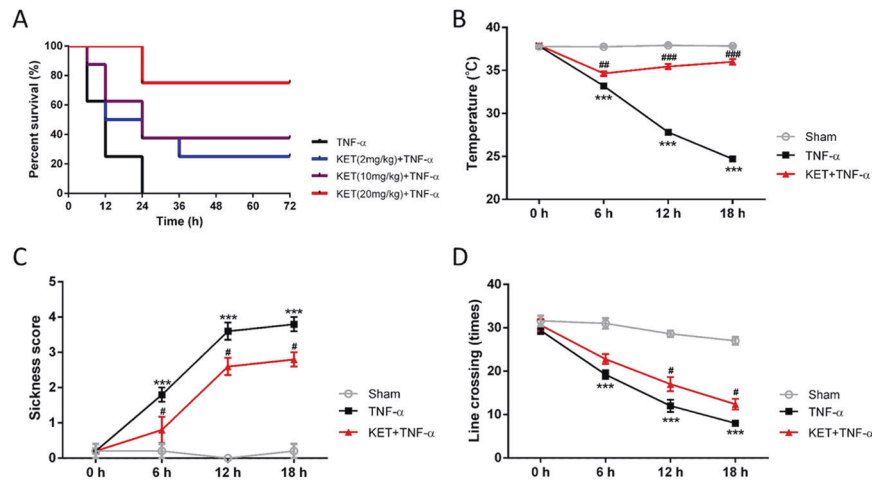 A
Percent survival (%)
100
80
60
40
20
0
0 12 24 36 48 60 72
Time (h)
TNF-α
KET(2mg/kg)+TNF-α
KET(10mg/kg)+TNF-α
KET(20mg/kg)+TNF-α
B
Temperature (°C)
40
35
30
25
20
## ### ###
*** *** ***
0 h 6 h 12 h 18 h
Sham
TNF-α
KET+TNF-α
C
Sickness score
5
4
3
2
1
0
*** *** ***
# # #
0 h 6 h 12 h 18 h
Sham
TNF-α
KET+TNF-α
D
Line crossing (times)
40
30
20
10
0
# #
*** *** ***
0 h 6 h 12 h 18 h
Sham
TNF-α
KET+TNF-α